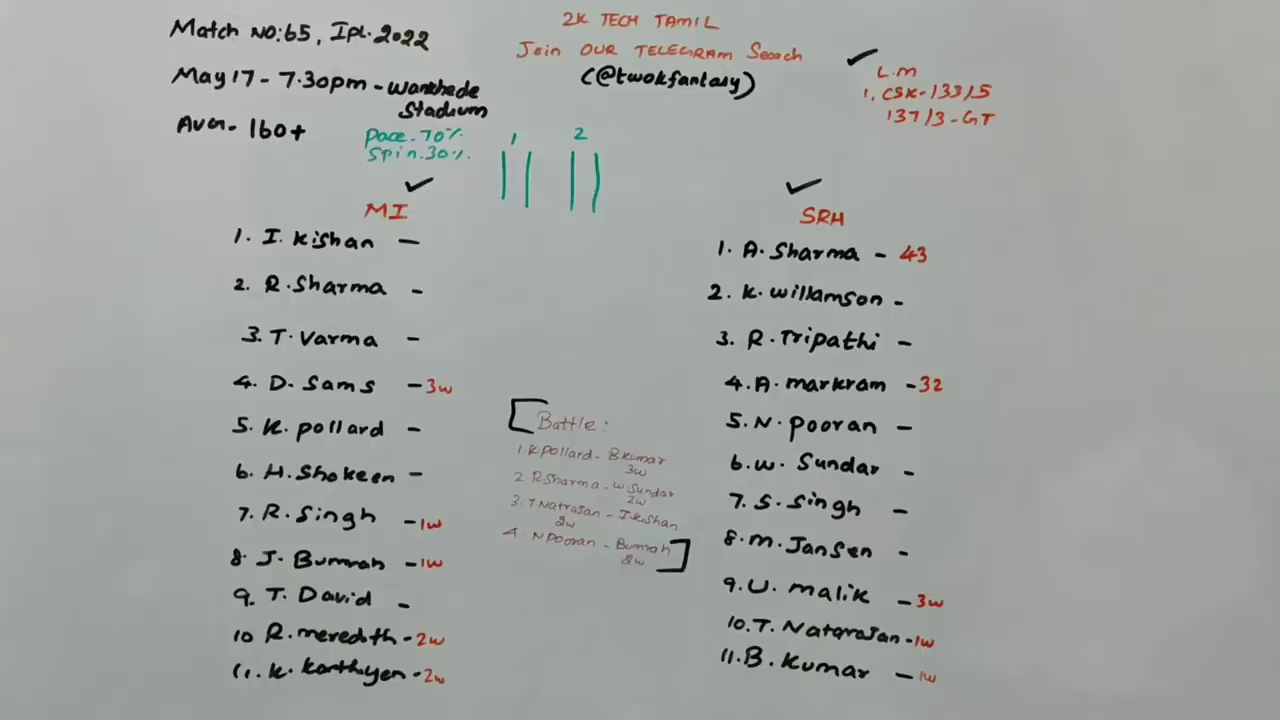 Match NO:65, Ipl.2022
May 17 - 7.30pm - Wankhede
Stadium
Avg - 160+
Pace - 70%
Spin. 30%.
1 2
2K TECH TAMIL
Join OUR TELEGRAM Search
(@twokfantasy)
L.M
1. CSK - 133/5
137/3 - GT
MI
1. I. Kishan -
2. R. Sharma -
3. T. Varma -
4. D. Sams - 3w
5. K. pollard -
6. H. Shokeen -
7. R. Singh - 1w
8. J. Bumrah - 1w
9. T. David -
10 R. meredith - 2w
11. K. Karthikeyen - 2w
Battle:
1. K pollard - B.Kumar
3w
2. R.Sharma - W.Sundar
2w
3. T.Natrajan - I.Kishan
2w
4. N Pooran - Bumrah
2w
SRH
1. A. Sharma - 43
2. K. Willamson -
3. R. Tripathi -
4. A. markram - 32
5. N. pooran -
6. W. Sundar -
7. S. Singh -
8. M. Jansen -
9. U. malik - 3w
10. T. Natarajan - 1w
11. B. Kumar - 1w